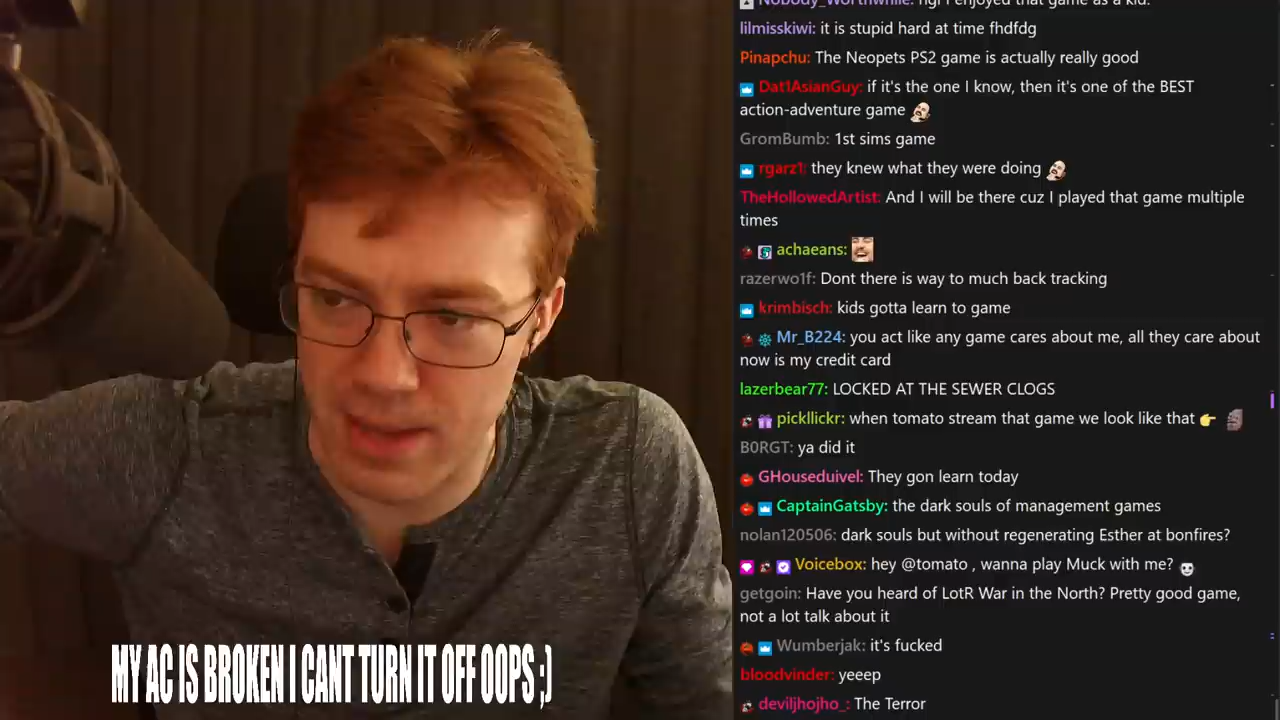 Nobody_Worthwhile: ngl I enjoyed that game as a kid.
lilmisskiwi: it is stupid hard at time fhdfdg
Pinapchu: The Neopets PS2 game is actually really good
Dat1AsianGuy: if it's the one I know, then it's one of the BEST
action-adventure game
GromBumb: 1st sims game
rgarz1: they knew what they were doing
TheHollowedArtist: And I will be there cuz I played that game multiple
times
achaeans:
razerwo1f: Dont there is way to much back tracking
krimbisch: kids gotta learn to game
Mr_B224: you act like any game cares about me, all they care about
now is my credit card
lazerbear77: LOCKED AT THE SEWER CLOGS
pickllickr: when tomato stream that game we look like that
B0RGT: ya did it
GHouseduivel: They gon learn today
CaptainGatsby: the dark souls of management games
nolan120506: dark souls but without regenerating Esther at bonfires?
Voicebox: hey @tomato , wanna play Muck with me?
getgoin: Have you heard of LotR War in the North? Pretty good game,
not a lot talk about it
Wumberjak: it's fucked
bloodvinder: yeeep
deviljhojho_: The Terror
MY AC IS BROKEN I CANT TURN IT OFF OOPS ;)